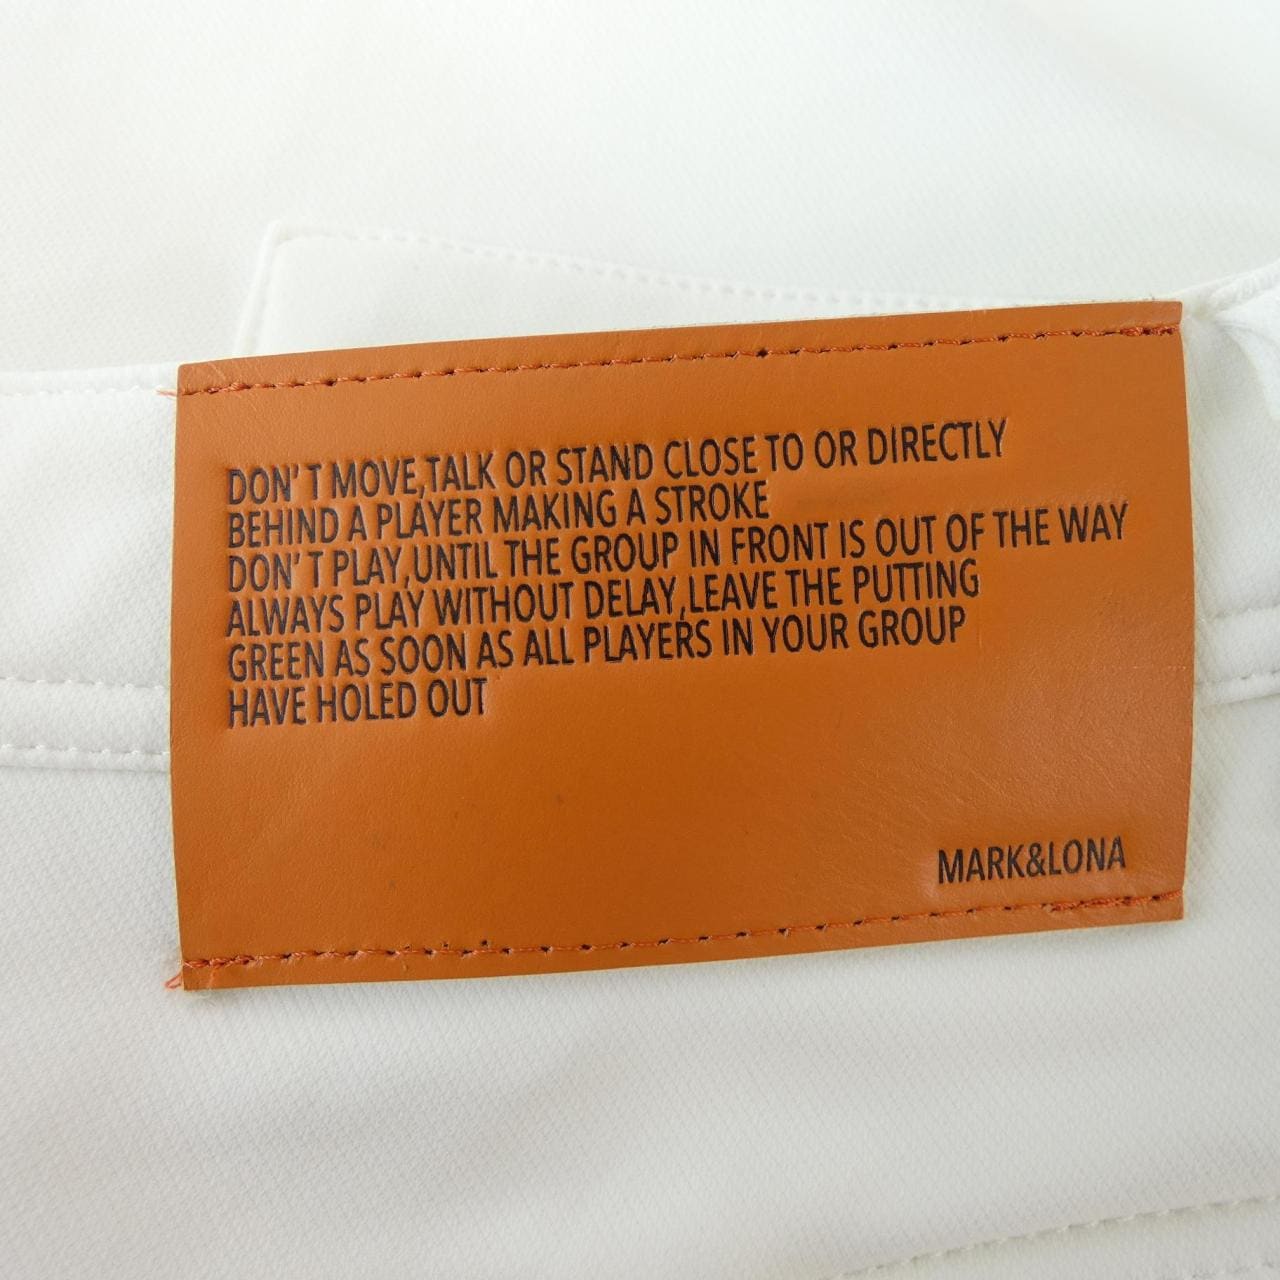 DON'T MOVE,TALK OR STAND CLOSE TO OR DIRECTLY
BEHIND A PLAYER MAKING A STROKE
DON'T PLAY,UNTIL THE GROUP IN FRONT IS OUT OF THE WAY
ALWAYS PLAY WITHOUT DELAY,LEAVE THE PUTTING
GREEN AS SOON AS ALL PLAYERS IN YOUR GROUP
HAVE HOLED OUT
MARK&LONA